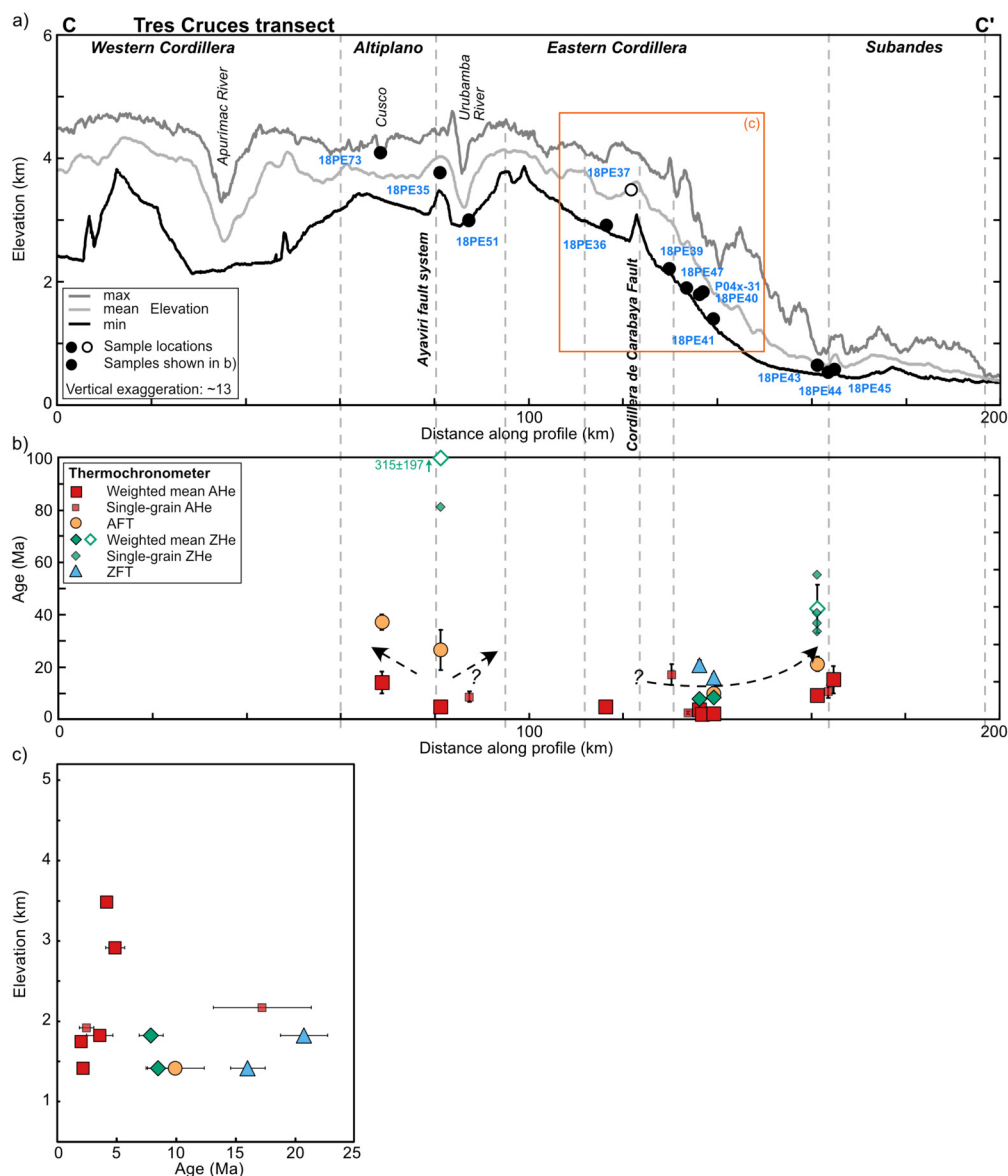 a)
C Tres Cruces transect C'
Western Cordillera Altiplano Eastern Cordillera Subandes
6
4
2
0
Elevation (km)
Apurimac River
Cusco
Urubamba
River
(c)
18PE73
18PE35
18PE51
18PE37
18PE36
18PE39
18PE47
P04x-31
18PE40
18PE41
18PE43
18PE44
18PE45
Ayaviri fault system
Cordillera de Carabaya Fault
max
mean Elevation
min
Sample locations
Samples shown in b)
Vertical exaggeration: ~13
0 100 200
Distance along profile (km)
b)
100
80
60
40
20
0
Age (Ma)
315±197
Thermochronometer
Weighted mean AHe
Single-grain AHe
AFT
Weighted mean ZHe
Single-grain ZHe
ZFT
?
?
0 100 200
Distance along profile (km)
c)
5
4
3
2
1
Elevation (km)
0 5 10 15 20 25
Age (Ma)